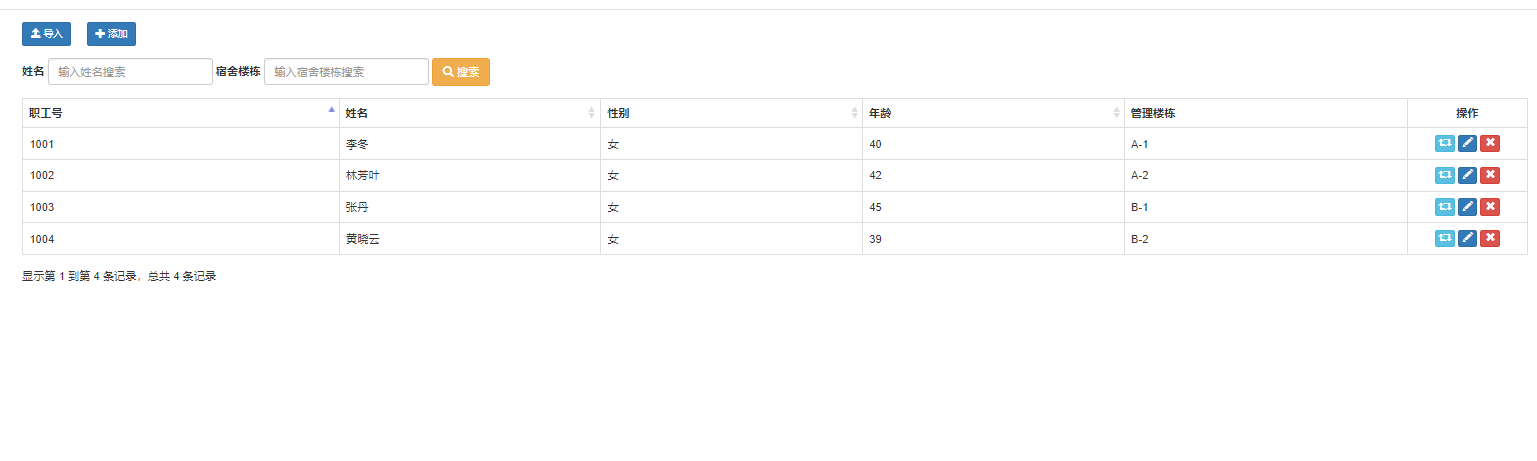 导入 添加
姓名 输入姓名搜索 宿舍楼栋 输入宿舍楼栋搜索 搜索
职工号 姓名 性别 年龄 管理楼栋 操作
1001 李冬 女 40 A-1
1002 林芳叶 女 42 A-2
1003 张丹 女 45 B-1
1004 黄晓云 女 39 B-2
显示第 1 到第 4 条记录，总共 4 条记录